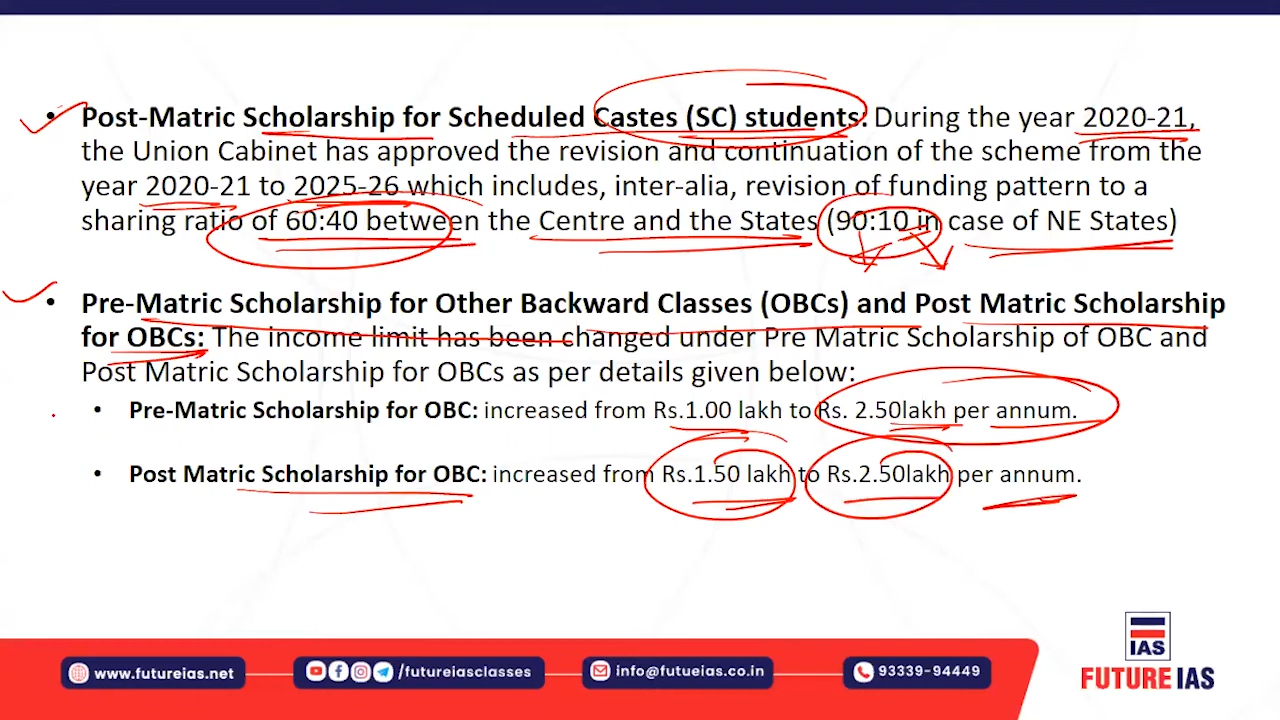 • Post-Matric Scholarship for Scheduled Castes (SC) students: During the year 2020-21,
the Union Cabinet has approved the revision and continuation of the scheme from the
year 2020-21 to 2025-26 which includes, inter-alia, revision of funding pattern to a
sharing ratio of 60:40 between the Centre and the States (90:10 in case of NE States)
• Pre-Matric Scholarship for Other Backward Classes (OBCs) and Post Matric Scholarship
for OBCs: The income limit has been changed under Pre Matric Scholarship of OBC and
Post Matric Scholarship for OBCs as per details given below:
• Pre-Matric Scholarship for OBC: increased from Rs.1.00 lakh to Rs. 2.50lakh per annum.
• Post Matric Scholarship for OBC: increased from Rs.1.50 lakh to Rs.2.50lakh per annum.
www.futureias.net
/futureiasclasses
info@futueias.co.in
93339-94449
IAS
FUTURE IAS